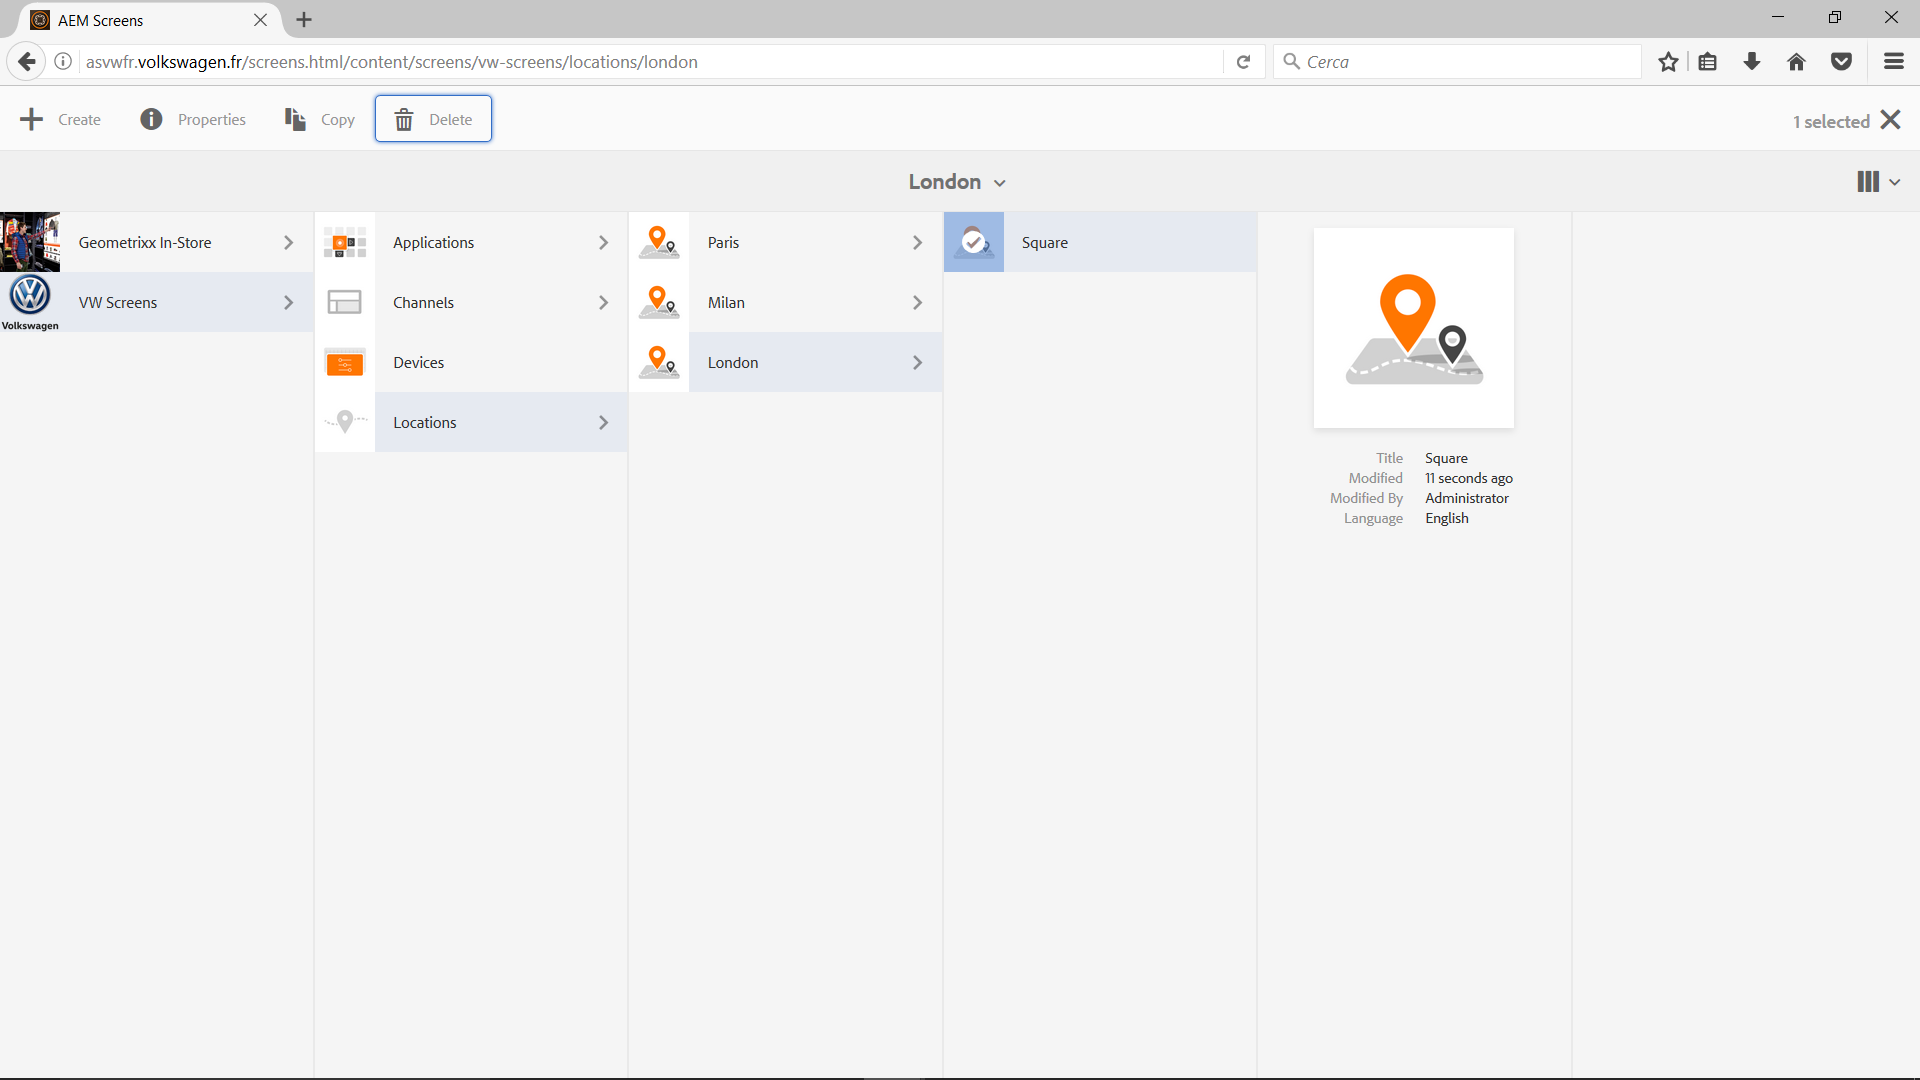 AEM Screens
asvwfr.volkswagen.fr/screens.html/content/screens/vw-screens/locations/london
Cerca
Create
Properties
Copy
Delete
1 selected
London
Geometrixx In-Store
VW Screens
Volkswagen
Applications
Channels
Devices
Locations
Paris
Milan
London
Square
Title Square
Modified 11 seconds ago
Modified By Administrator
Language English